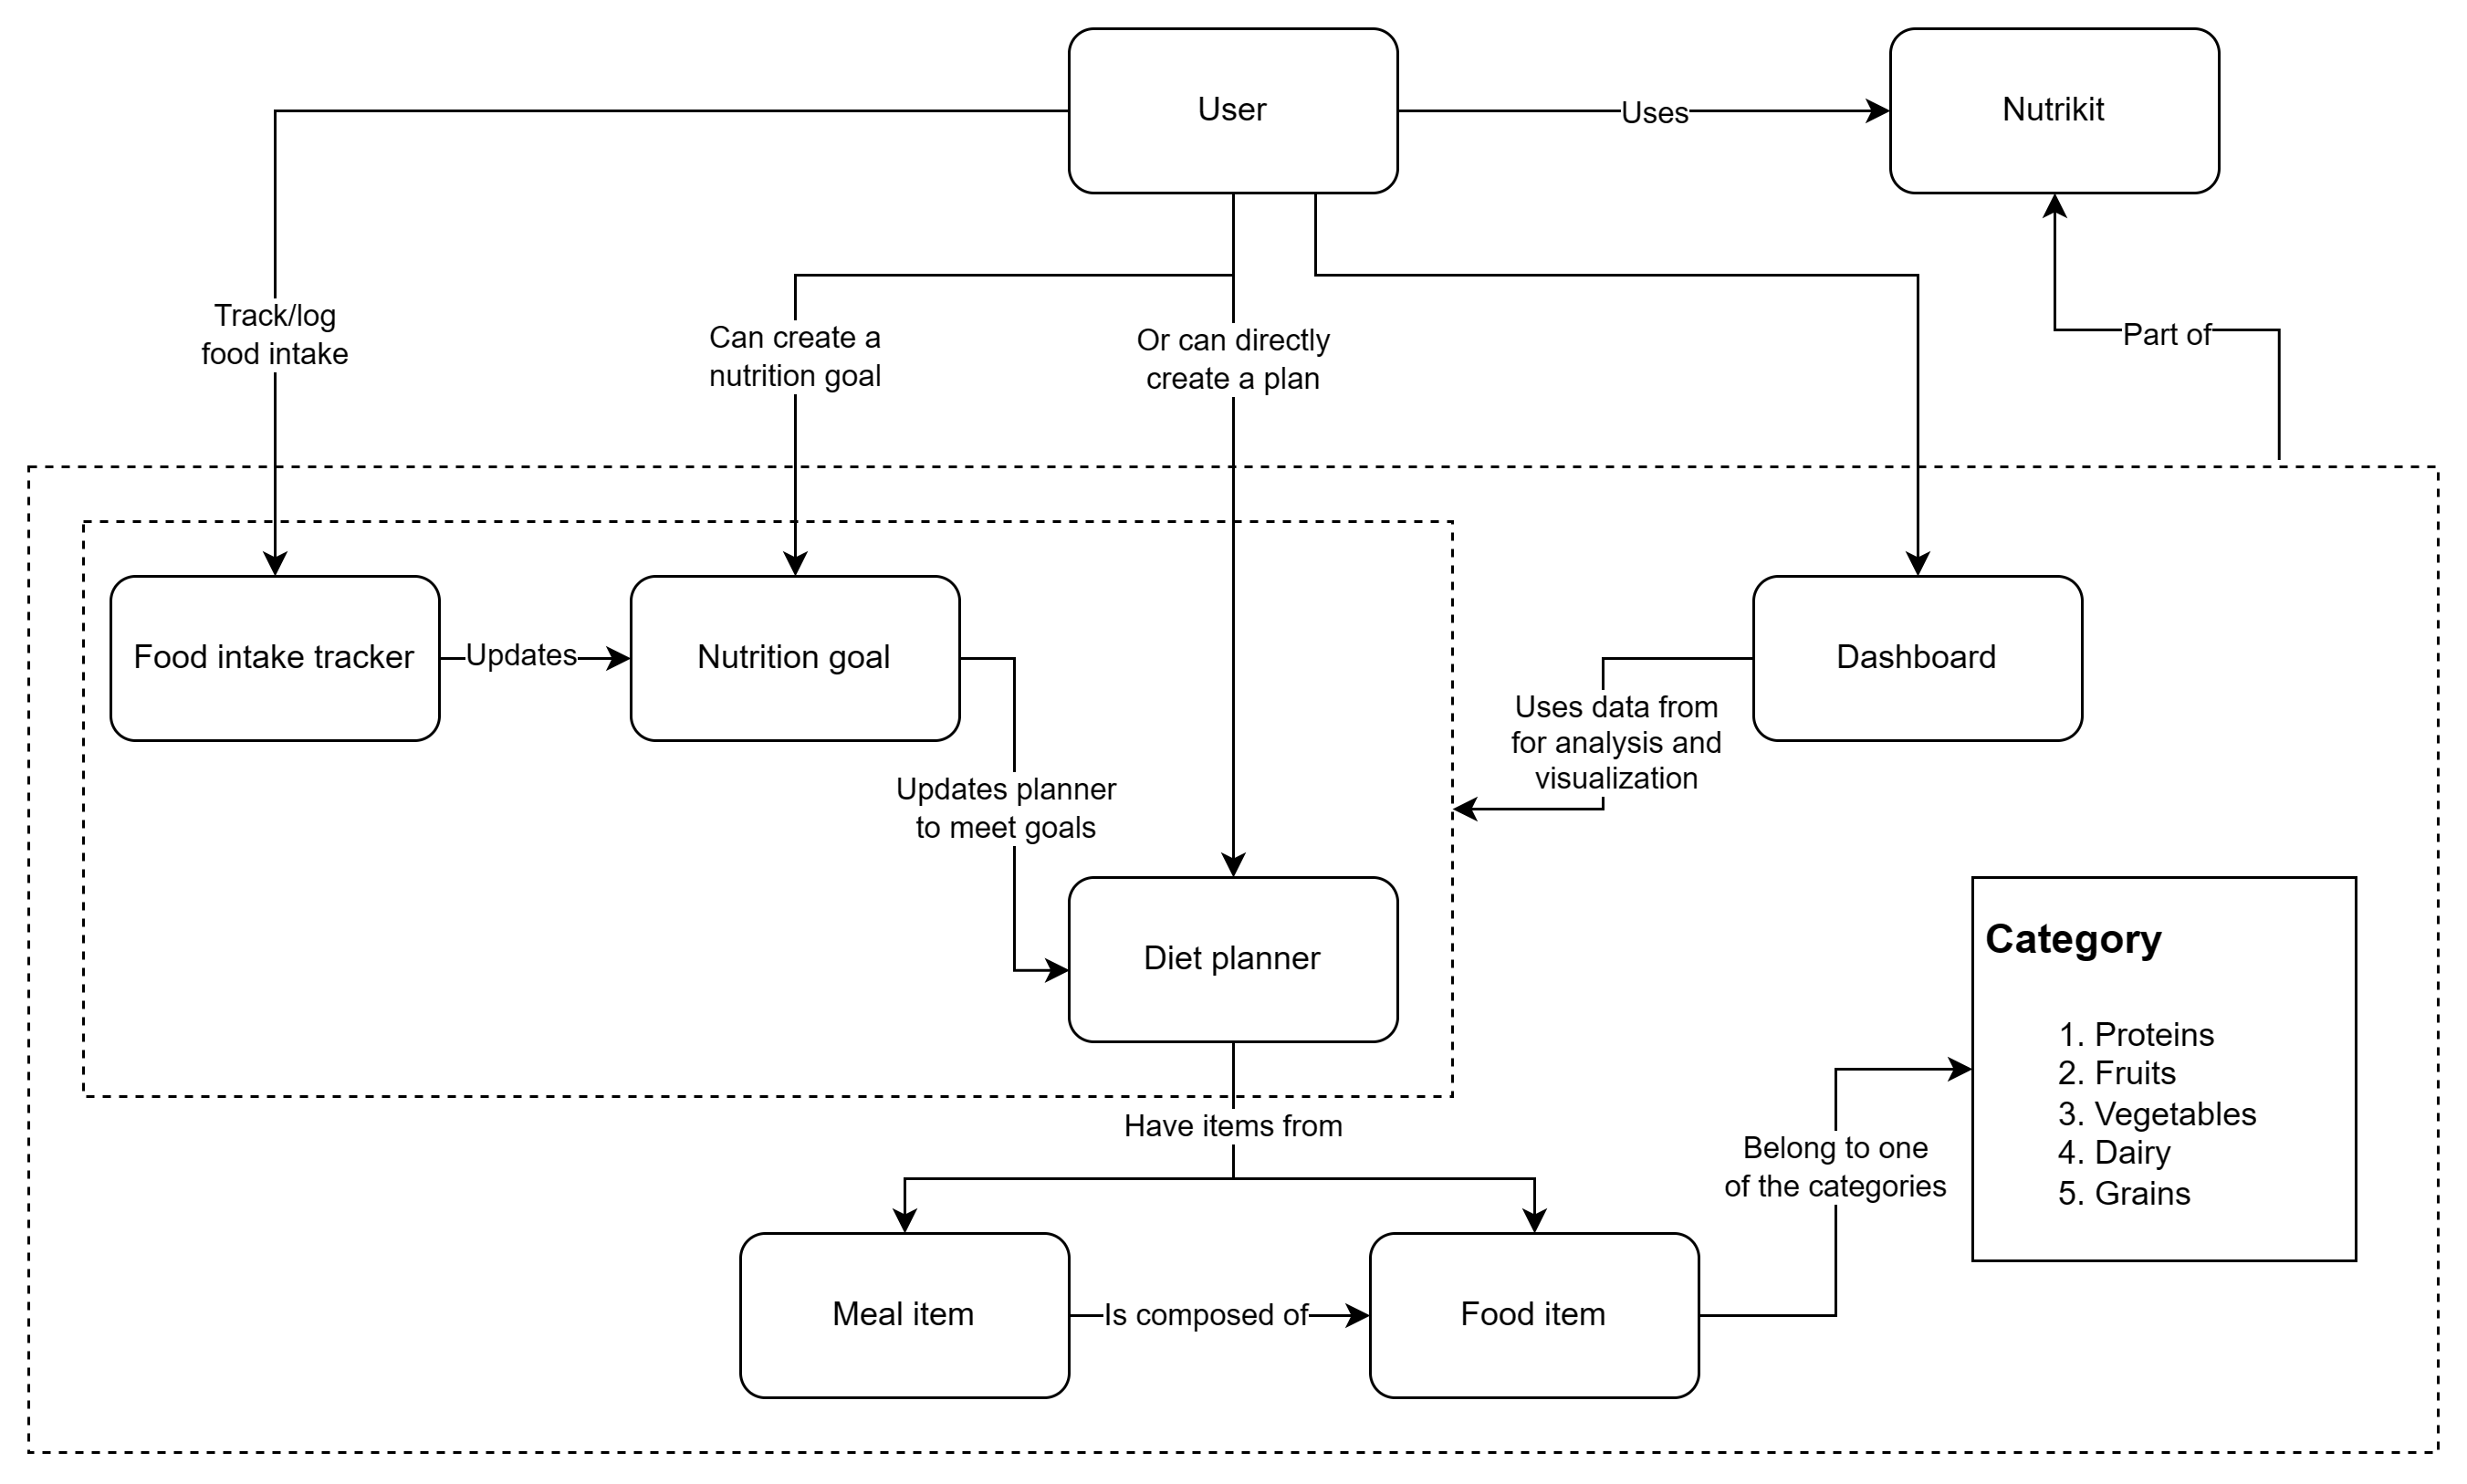 User
Nutrikit
Uses
Track/log
food intake
Can create a
nutrition goal
Or can directly
create a plan
Part of
Food intake tracker
Updates
Nutrition goal
Dashboard
Uses data from
for analysis and
visualization
Updates planner
to meet goals
Diet planner
Category
1. Proteins
2. Fruits
3. Vegetables
4. Dairy
5. Grains
Have items from
Belong to one
of the categories
Meal item
Is composed of
Food item